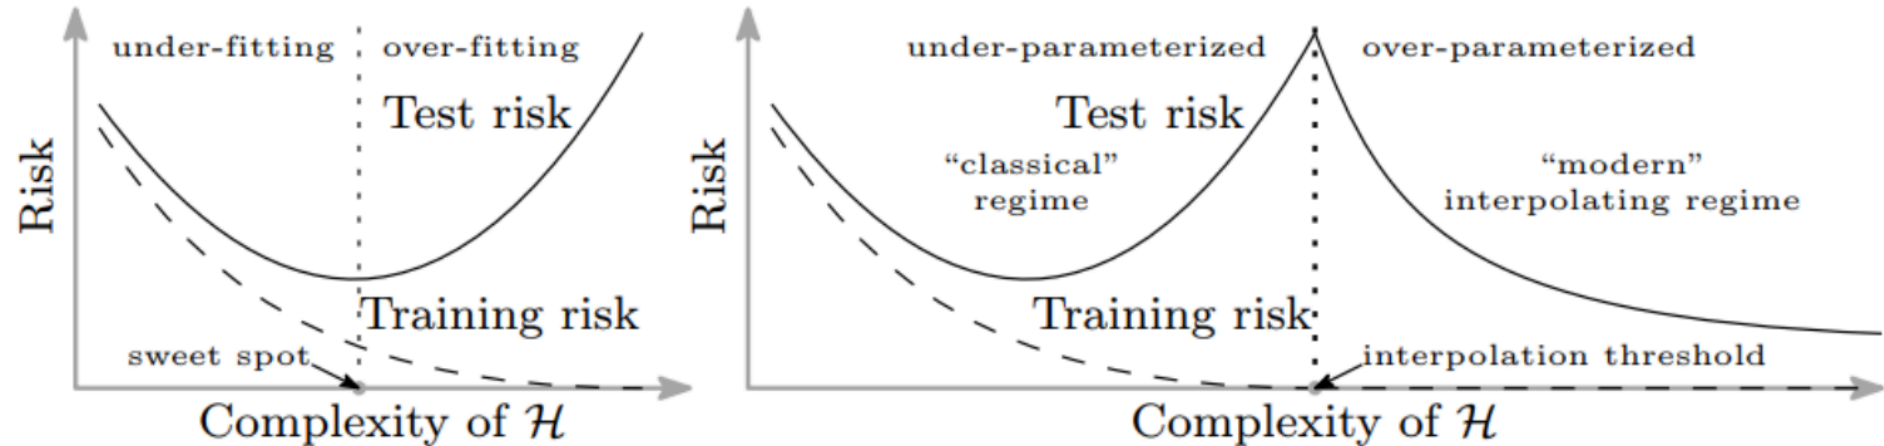 under-fitting
over-fitting
Test risk
Risk
Training risk
sweet spot
Complexity of ℋ
under-parameterized
over-parameterized
Test risk
“classical”
regime
“modern”
interpolating regime
Risk
Training risk
interpolation threshold
Complexity of ℋ